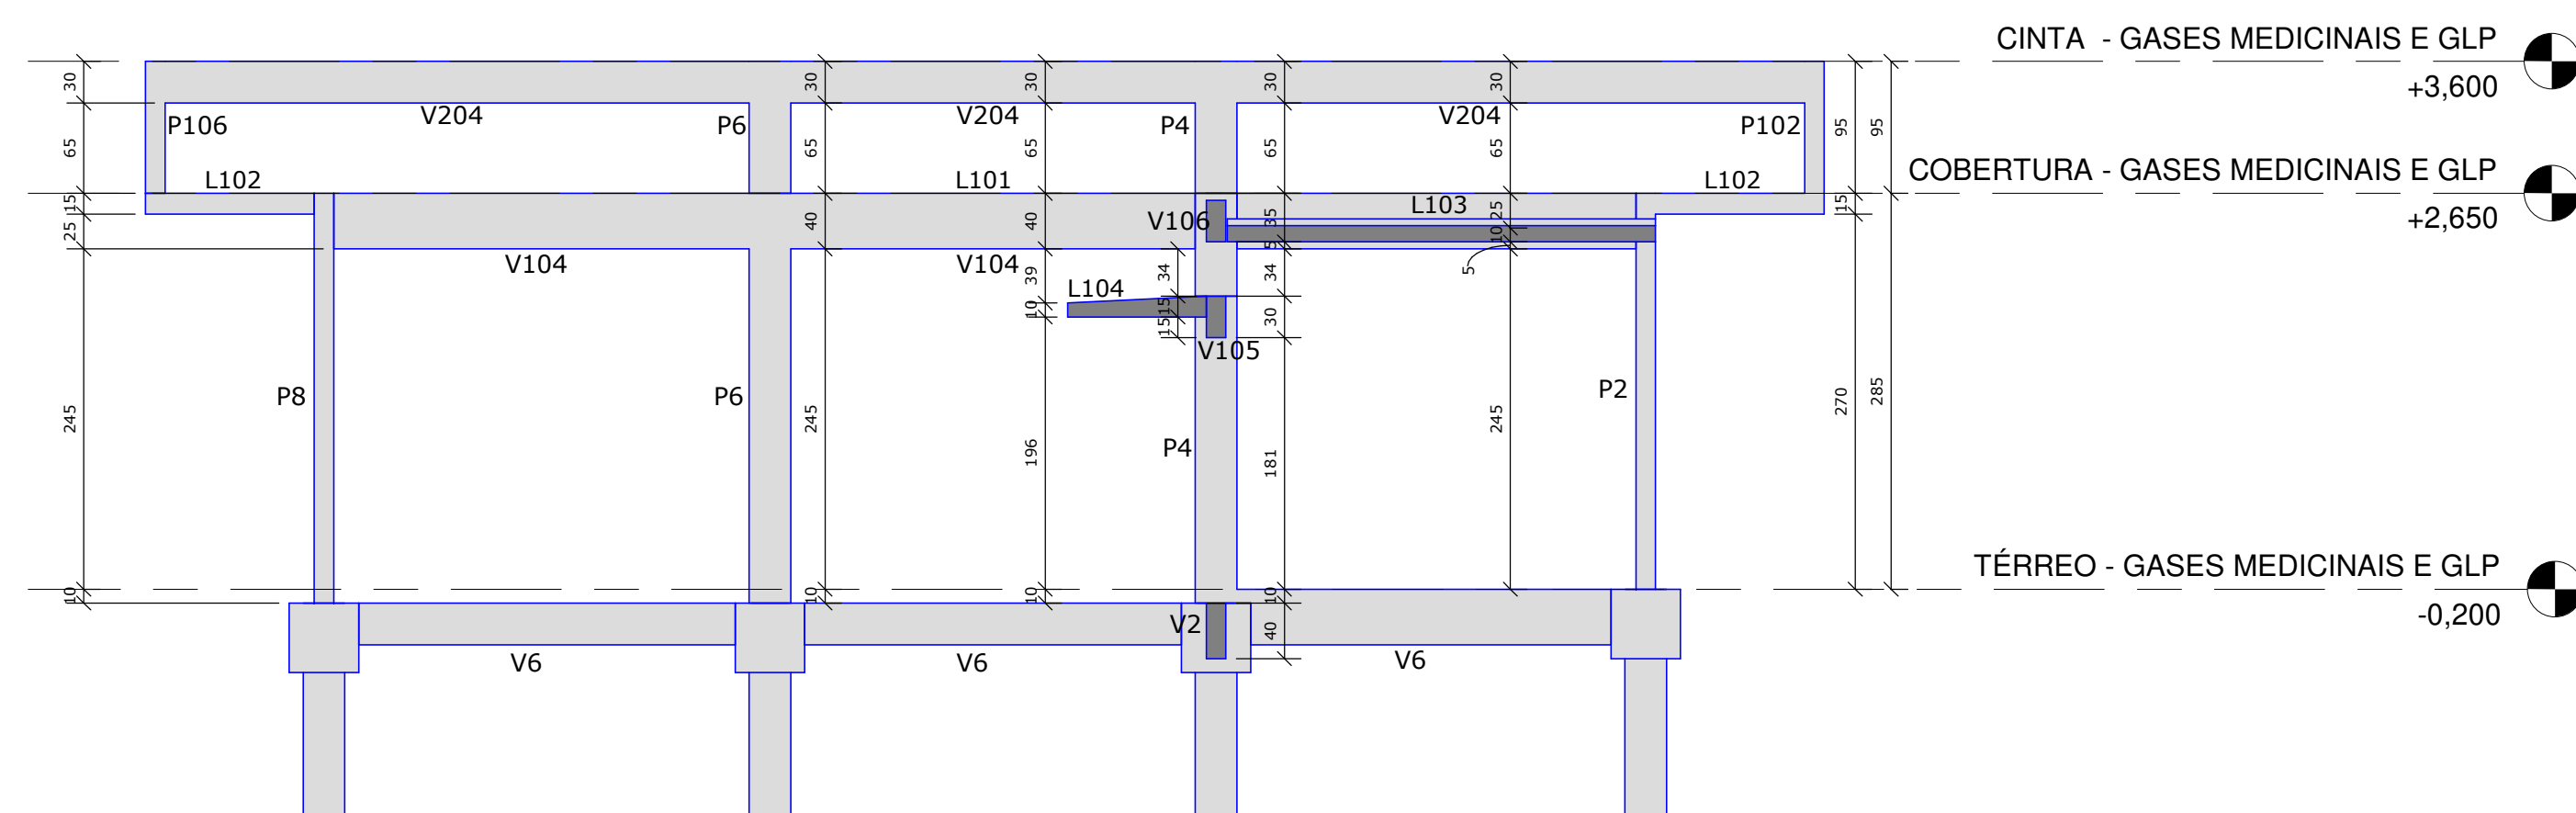 CINTA - GASES MEDICINAIS E GLP
+3,600
30 30 30 30 30
P106 V204 P6 V204 P4 V204 P102
65 65 65 65 65 95 95
COBERTURA - GASES MEDICINAIS E GLP
+2,650
L102 L101 L102
15 40 40 V106 35 L103 25 15
25 10
5
V104 V104 5
39 34 34
L104
10 15 30
15
V105
P8 P6 P2
245 245 245 270 285
P4
196 181
TÉRREO - GASES MEDICINAIS E GLP
-0,200
10 10 10 10
V2 40
V6 V6 V6